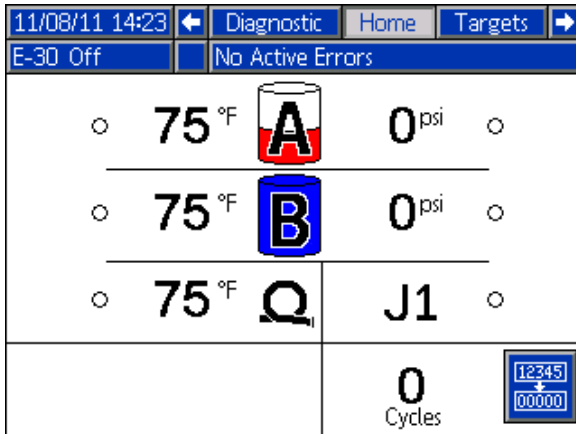 11/08/11 14:23 Diagnostic Home Targets
E-30 Off No Active Errors
75 °F A 0 psi
75 °F B 0 psi
75 °F J1
0
Cycles
12345
00000